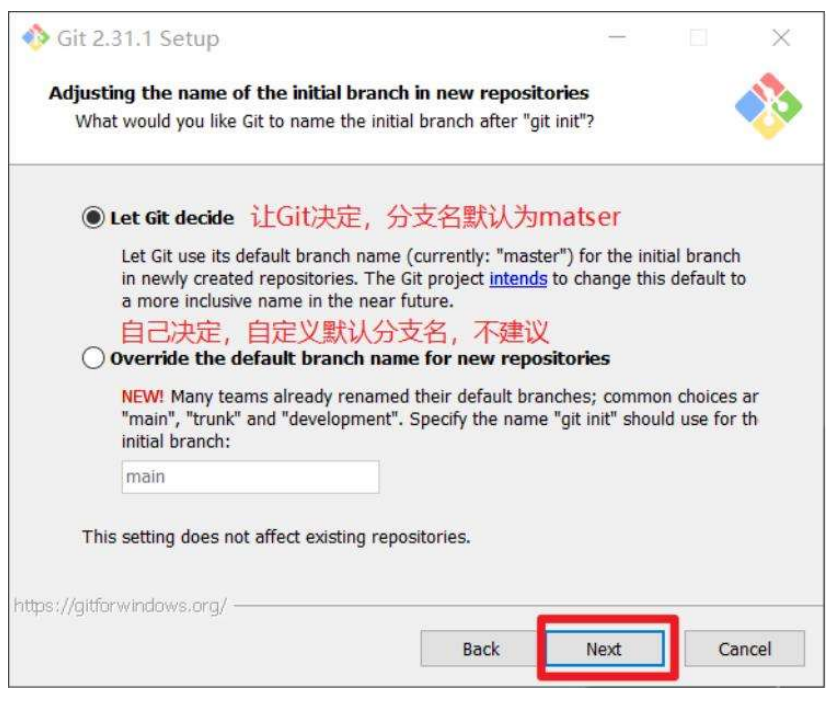 Git 2.31.1 Setup
Adjusting the name of the initial branch in new repositories
What would you like Git to name the initial branch after "git init"?
Let Git decide 让Git决定，分支名默认为matser
Let Git use its default branch name (currently: "master") for the initial branch
in newly created repositories. The Git project intends to change this default to
a more inclusive name in the near future.
自己决定，自定义默认分支名，不建议
Override the default branch name for new repositories
NEW! Many teams already renamed their default branches; common choices ar
"main", "trunk" and "development". Specify the name "git init" should use for th
initial branch:
main
This setting does not affect existing repositories.
https://gitforwindows.org/
Back Next Cancel